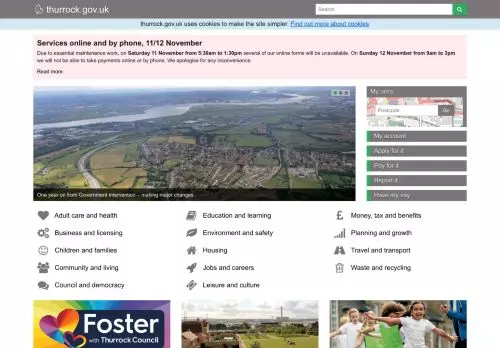 thurrock.gov.uk
Search
thurrock.gov.uk uses cookies to make the site simpler. Find out more about cookies
Services online and by phone, 11/12 November
Due to essential maintenance work, on Saturday 11 November from 5:30am to 1:30pm several of our online forms will be unavailable. On Sunday 12 November from 9am to 3pm
we will not be able to take payments online or by phone. We apologise for any inconvenience.
Read more
My area
Postcode
Go
My account
Apply for it
Pay for it
Report it
Have my say
One year on from Government intervention – making major changes.
Adult care and health
Education and learning
Money, tax and benefits
Business and licensing
Environment and safety
Planning and growth
Children and families
Housing
Travel and transport
Community and living
Jobs and careers
Waste and recycling
Council and democracy
Leisure and culture
Foster
with Thurrock Council